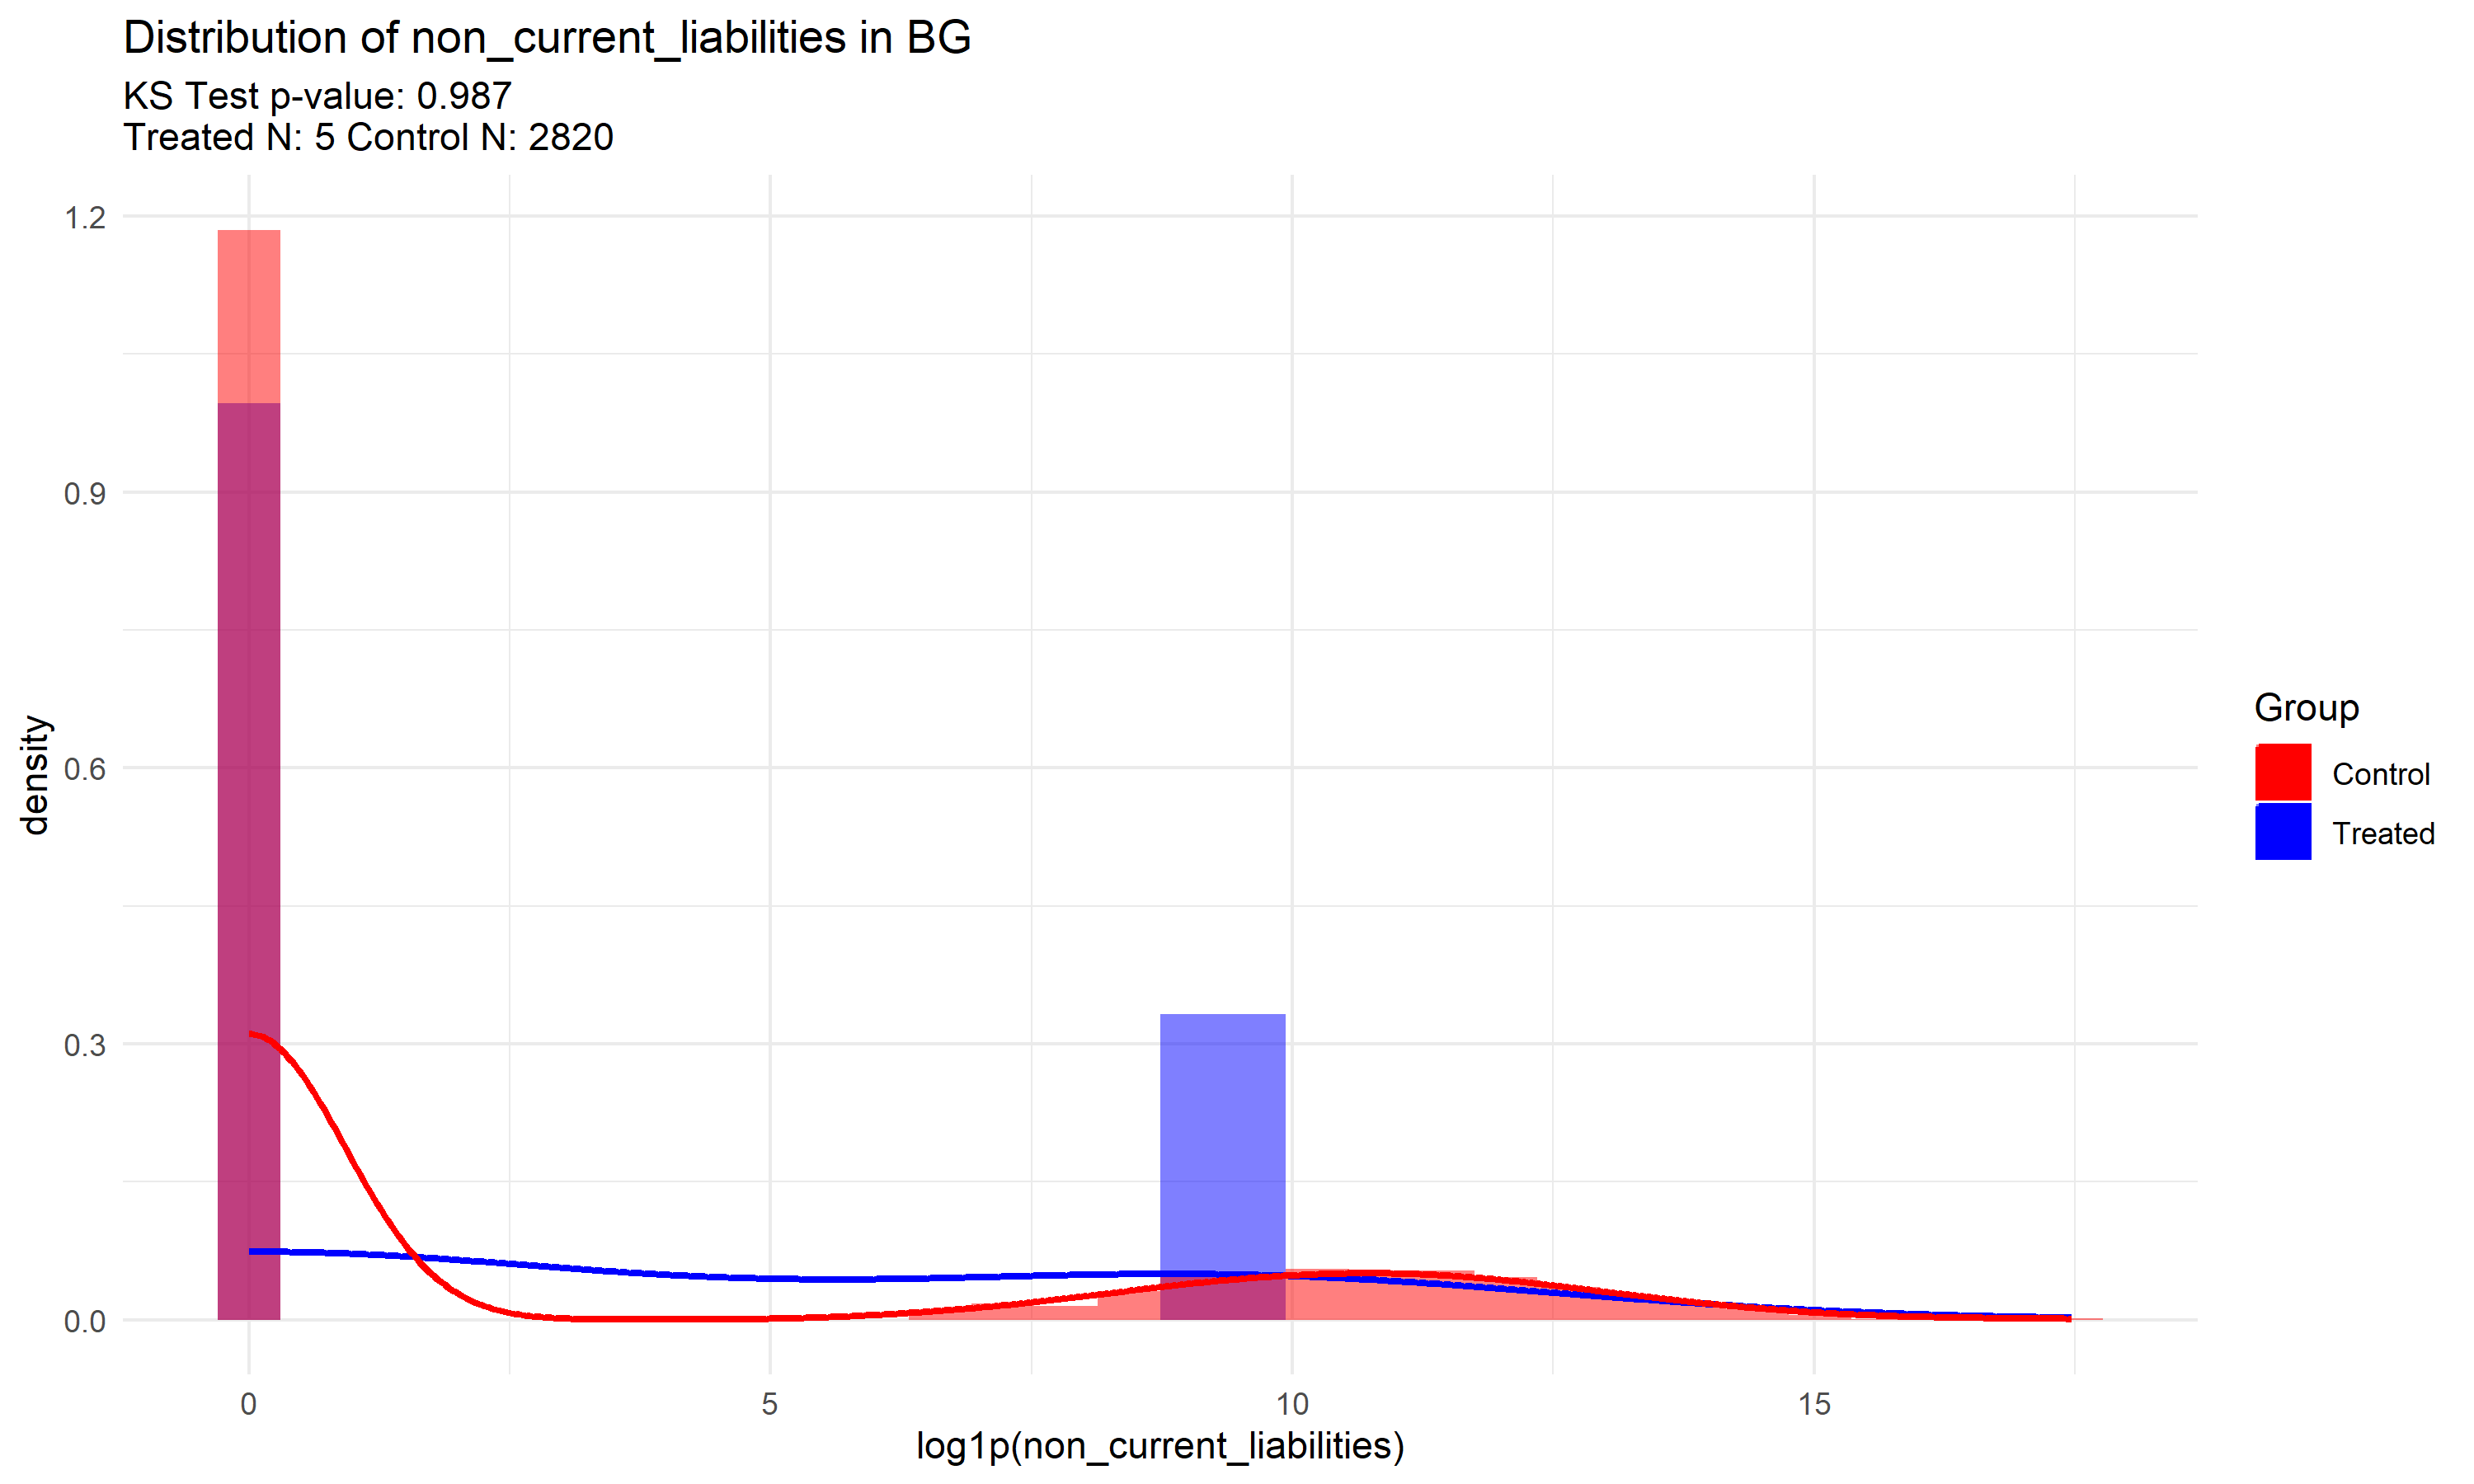 Distribution of non_current_liabilities in BG
KS Test p-value: 0.987
Treated N: 5 Control N: 2820
1.2
0.9
0.6
0.3
0.0
density
0
5
10
15
log1p(non_current_liabilities)
Group
Control
Treated